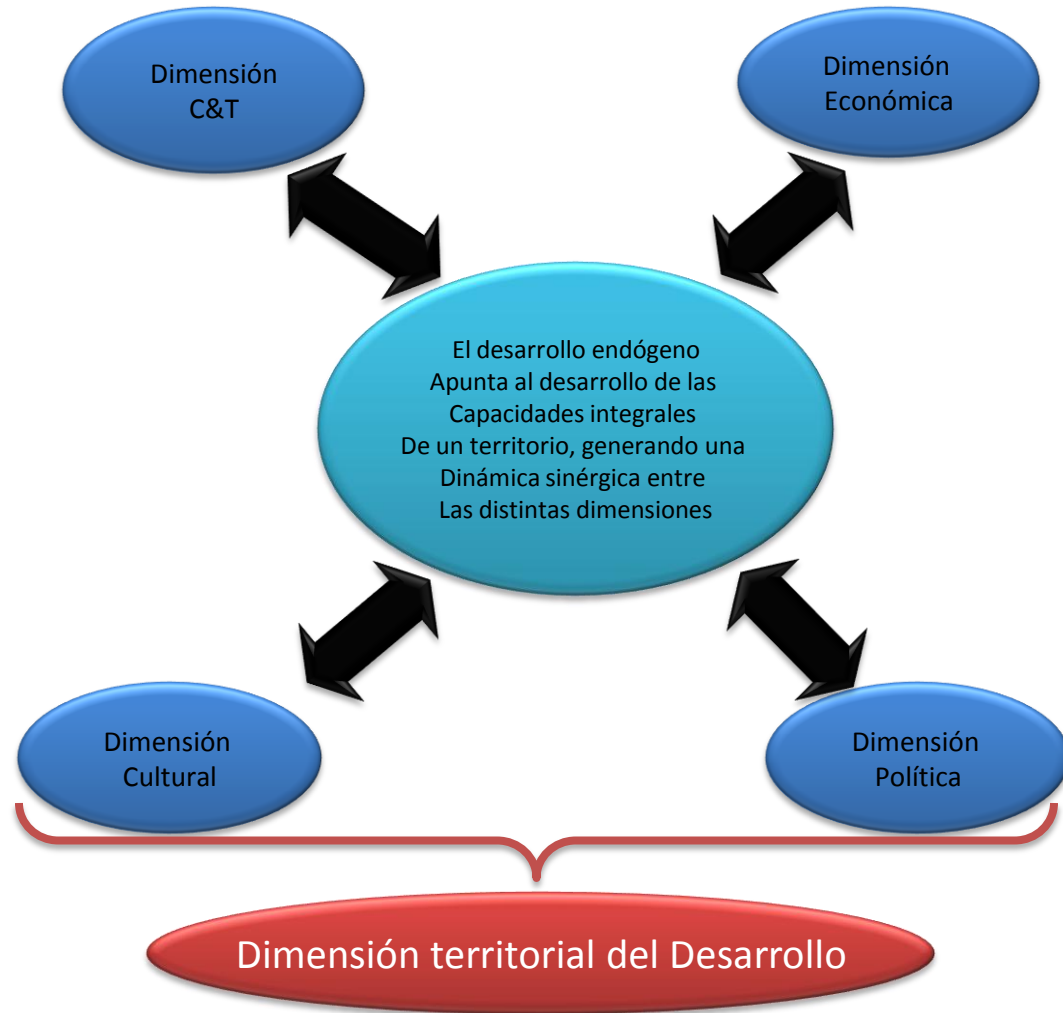 Dimensión
C&T
Dimensión
Económica
El desarrollo endógeno
Apunta al desarrollo de las
Capacidades integrales
De un territorio, generando una
Dinámica sinérgica entre
Las distintas dimensiones
Dimensión
Cultural
Dimensión
Política
Dimensión territorial del Desarrollo